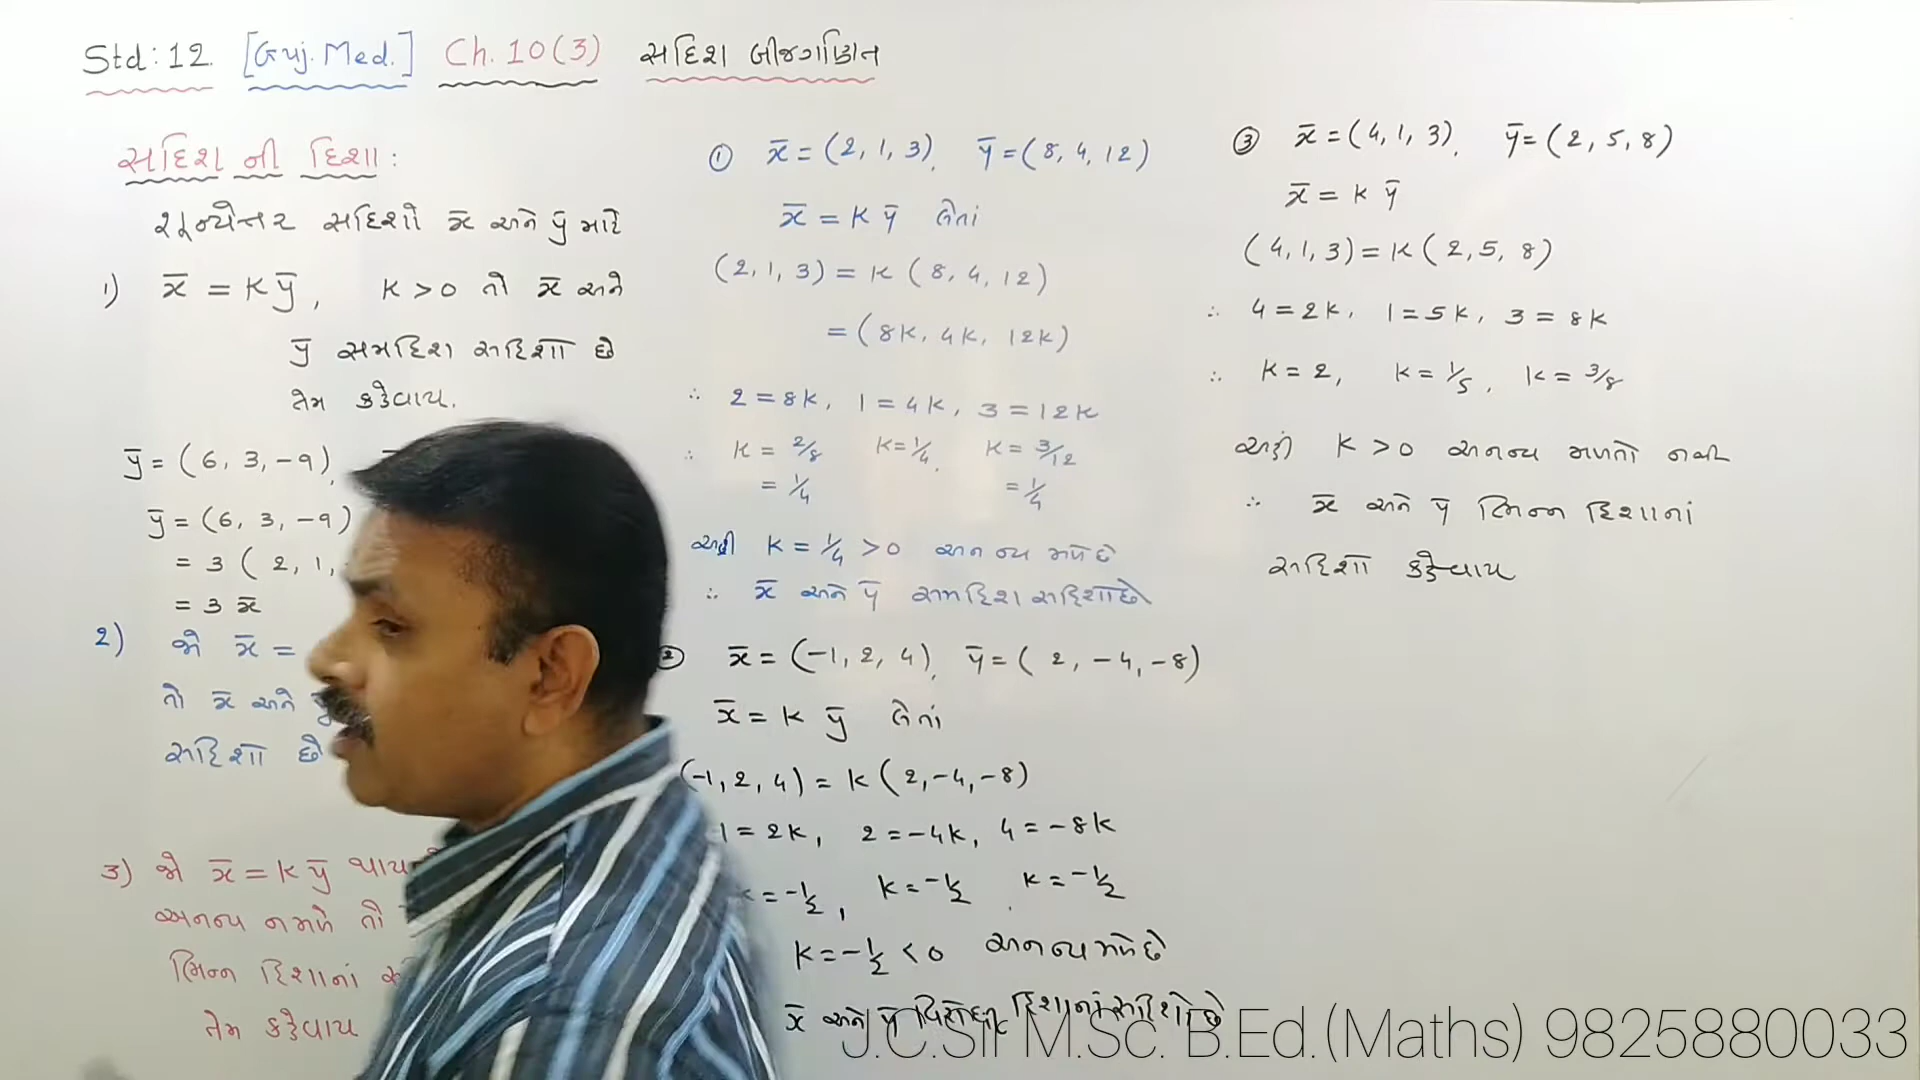 Std: 12. [Guj. Med.] Ch. 10 (3) સદિશ બીજગણિત
સદિશ ની દિશા :
શૂન્યેત્તર સદિશો x̄ અને ȳ માટે
1) x̄ = K ȳ, K > 0 તો x̄ અને
ȳ સમદિશ સદિશો છે
તેમ કહેવાય.
ȳ = (6, 3, -9),
ȳ = (6, 3, -9)
= 3 ( 2, 1,
= 3 x̄
2) જો x̄ =
તો x̄ અને
સદિશો છે
3) જો x̄ = K ȳ થાય
અનન્ય ન મળે તો
ભિન્ન દિશાનાં
તેમ કહેવાય
① x̄ = (2, 1, 3), ȳ = (8, 4, 12)
x̄ = K ȳ લેતાં
(2, 1, 3) = K (8, 4, 12)
= (8K, 4K, 12K)
∴ 2 = 8K, 1 = 4K, 3 = 12K
∴ K = 2/8 K = 1/4, K = 3/12
= 1/4 = 1/4
અહીં K = 1/4 > 0 અનન્ય મળે છે
∴ x̄ અને ȳ સમદિશ સદિશો છે
② x̄ = (-1, 2, 4), ȳ = ( 2, -4, -8)
x̄ = K ȳ લેતાં
(-1, 2, 4) = K (2, -4, -8)
1 = 2K, 2 = -4K, 4 = -8K
= -1/2, K = -1/2 K = -1/2
K = -1/2 < 0 અનન્ય મળે છે
x̄ અને ȳ વિરોધી દિશાનાં સદિશો છે
③ x̄ = (4, 1, 3), ȳ = (2, 5, 8)
x̄ = K ȳ
(4, 1, 3) = K (2, 5, 8)
∴ 4 = 2K, 1 = 5K, 3 = 8K
∴ K = 2, K = 1/5, K = 3/8
અહીં K > 0 અનન્ય મળતો નથી
∴ x̄ અને ȳ ભિન્ન દિશાનાં
સદિશો કહેવાય
J.C.Sir M.Sc. B.Ed.(Maths) 9825880033